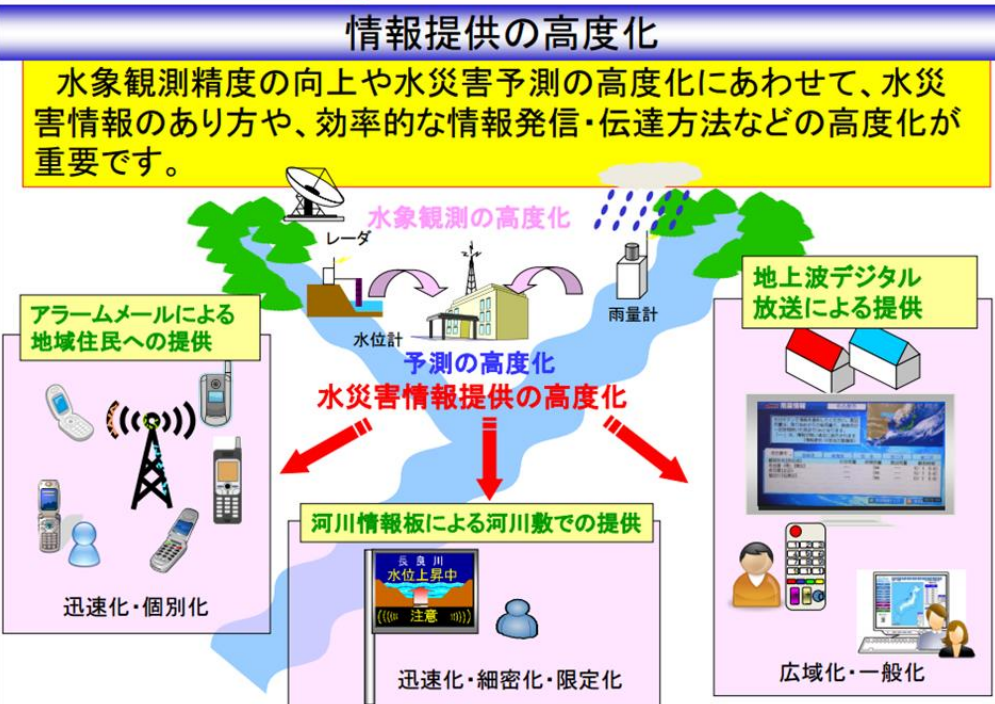 情報提供の高度化
水象観測精度の向上や水災害予測の高度化にあわせて、水災
害情報のあり方や、効率的な情報発信・伝達方法などの高度化が
重要です。
水象観測の高度化
レーダ
水位計
雨量計
予測の高度化
水災害情報提供の高度化
アラームメールによる
地域住民への提供
迅速化・個別化
河川情報板による河川敷での提供
長良川
水位上昇中
注意
迅速化・細密化・限定化
地上波デジタル
放送による提供
広域化・一般化